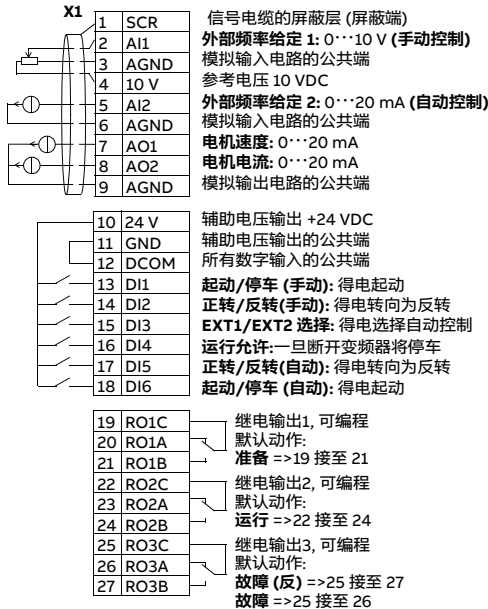 X1
1 SCR 信号电缆的屏蔽层 (屏蔽端)
2 AI1 外部频率给定 1: 0···10 V (手动控制)
3 AGND 模拟输入电路的公共端
4 10 V 参考电压 10 VDC
5 AI2 外部频率给定 2: 0···20 mA (自动控制)
6 AGND 模拟输入电路的公共端
7 AO1 电机速度: 0···20 mA
8 AO2 电机电流: 0···20 mA
9 AGND 模拟输出电路的公共端
10 24 V 辅助电压输出 +24 VDC
11 GND 辅助电压输出的公共端
12 DCOM 所有数字输入的公共端
13 DI1 起动/停车 (手动): 得电起动
14 DI2 正转/反转(手动): 得电转向为反转
15 DI3 EXT1/EXT2 选择: 得电选择自动控制
16 DI4 运行允许:一旦断开变频器将停车
17 DI5 正转/反转(自动): 得电转向为反转
18 DI6 起动/停车 (自动): 得电起动
19 RO1C 继电输出1, 可编程
20 RO1A 默认动作:
21 RO1B 准备 =>19 接至 21
22 RO2C 继电输出2, 可编程
23 RO2A 默认动作:
24 RO2B 运行 =>22 接至 24
25 RO3C 继电输出3, 可编程
26 RO3A 默认动作:
27 RO3B 故障 (反) =>25 接至 27
故障 =>25 接至 26